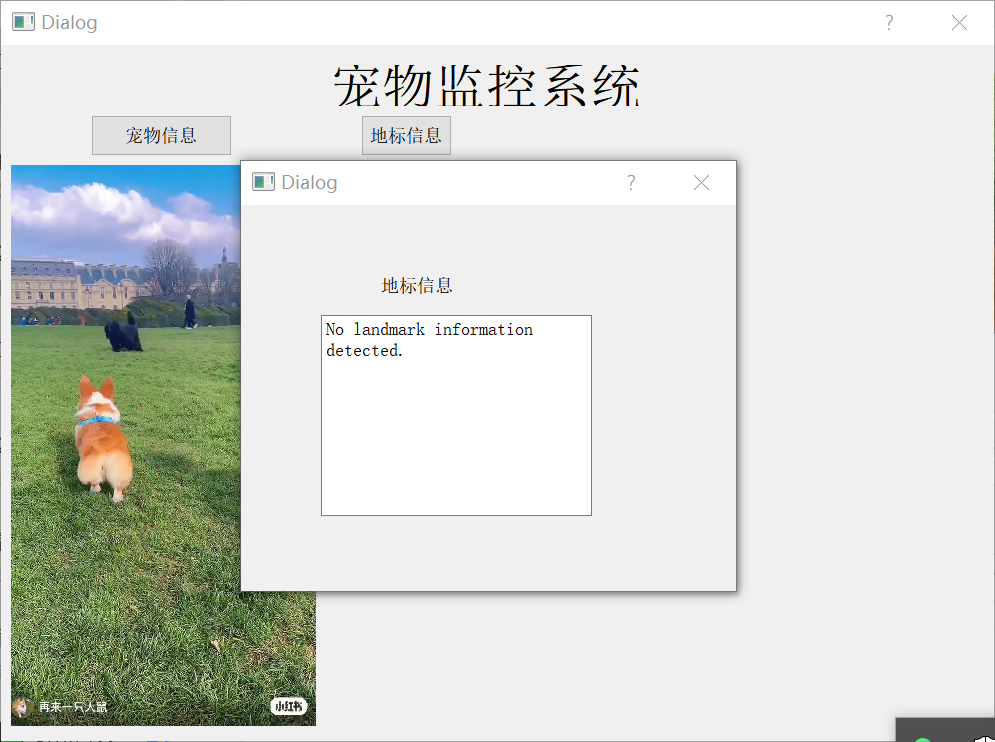 Dialog
宠物监控系统
宠物信息
地标信息
Dialog
地标信息
No landmark information
detected.
再来一只大鼠
小红书